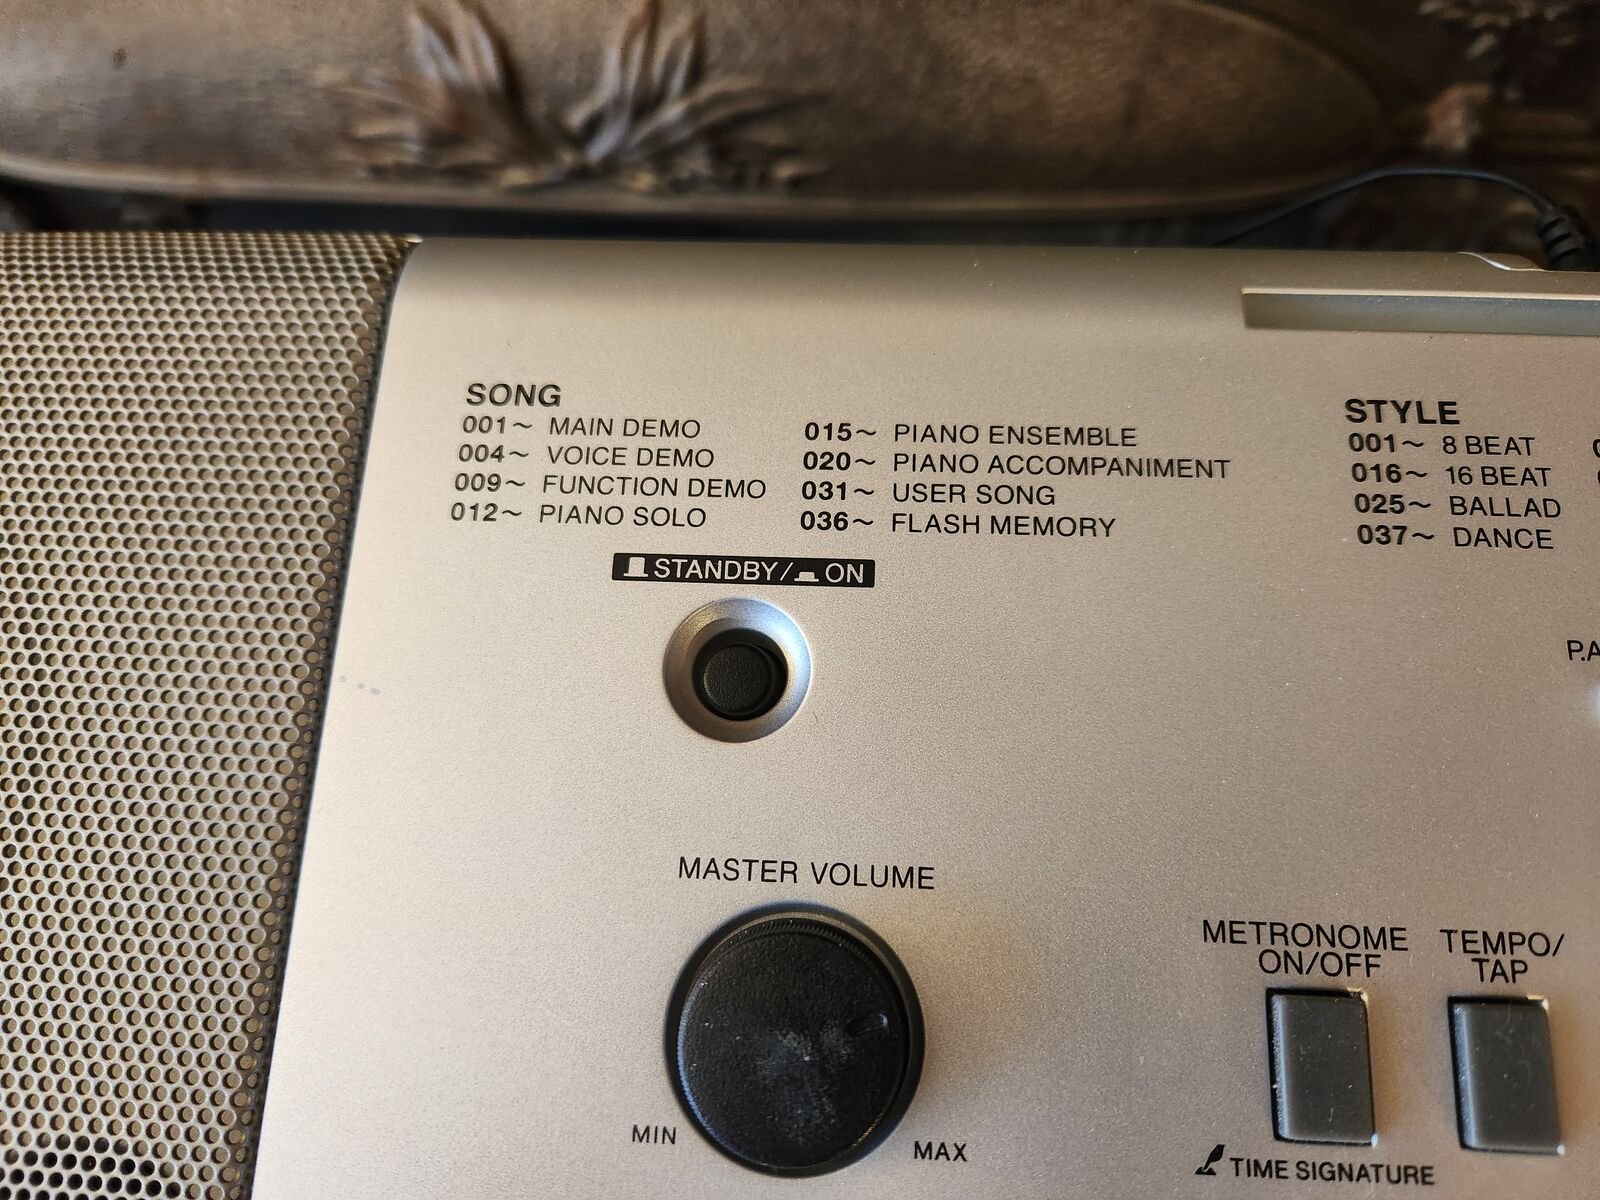 SONG
001~ MAIN DEMO
004~ VOICE DEMO
009~ FUNCTION DEMO
012~ PIANO SOLO
015~ PIANO ENSEMBLE
020~ PIANO ACCOMPANIMENT
031~ USER SONG
036~ FLASH MEMORY
STYLE
001~ 8 BEAT
016~ 16 BEAT
025~ BALLAD
037~ DANCE
STANDBY/ ON
MASTER VOLUME
MIN
MAX
METRONOME
ON/OFF
TIME SIGNATURE
TEMPO/
TAP